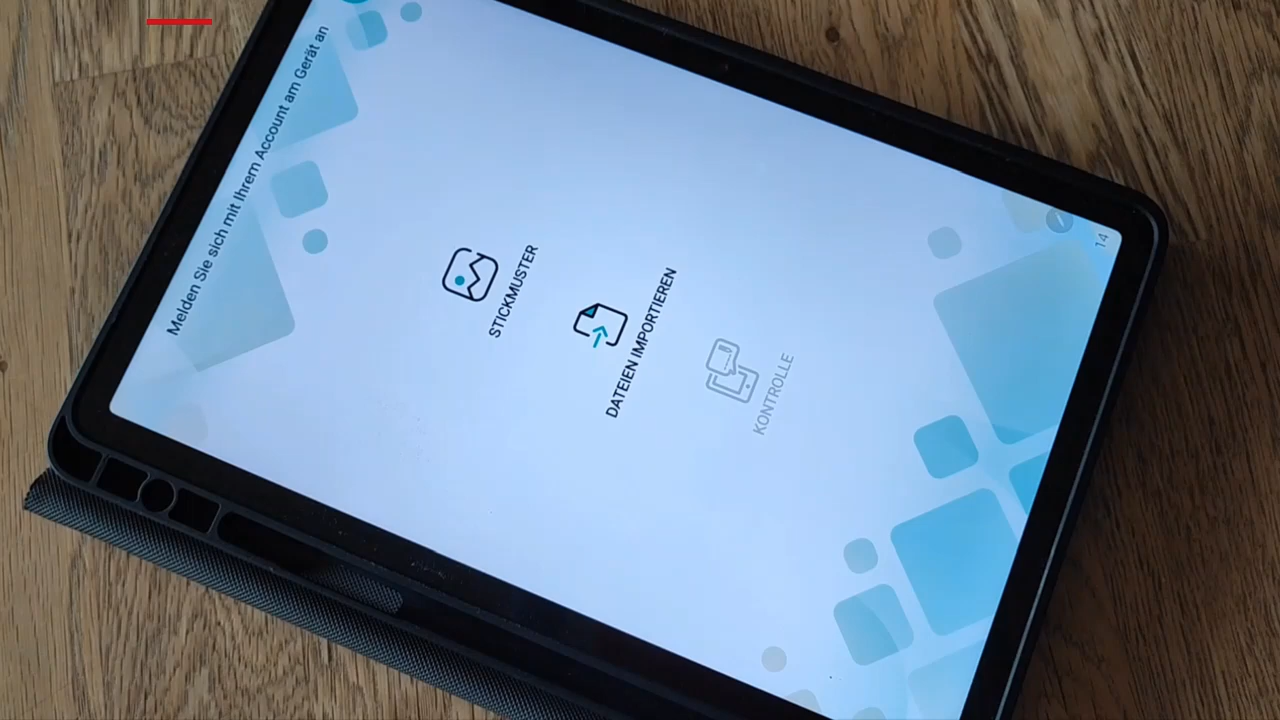 Melden Sie sich mit Ihrem Account am Gerät an
STICKMUSTER
DATEIEN IMPORTIEREN
KONTROLLE
14